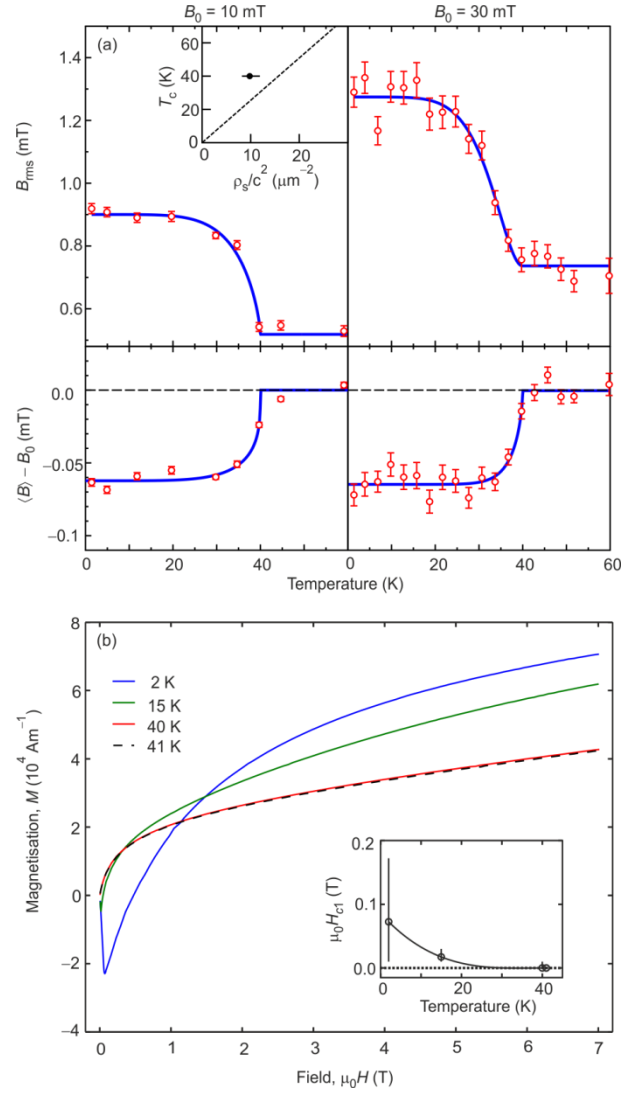 B₀ = 10 mT
B₀ = 30 mT
(a)
1.4
1.2
1.0
0.8
0.6
B_rms (mT)
60
40
20
0
T_c (K)
0 10 20
ρ_s/c² (μm⁻²)
0.0
−0.05
−0.1
⟨B⟩ − B₀ (mT)
0 20 40 0 20 40 60
Temperature (K)
(b)
8
6
4
2
0
−2
−4
Magnetisation, M (10⁴ Am⁻¹)
2 K
15 K
40 K
41 K
0.2
0.1
0.0
μ₀H_c1 (T)
0 20 40
Temperature (K)
0 1 2 3 4 5 6 7
Field, μ₀H (T)